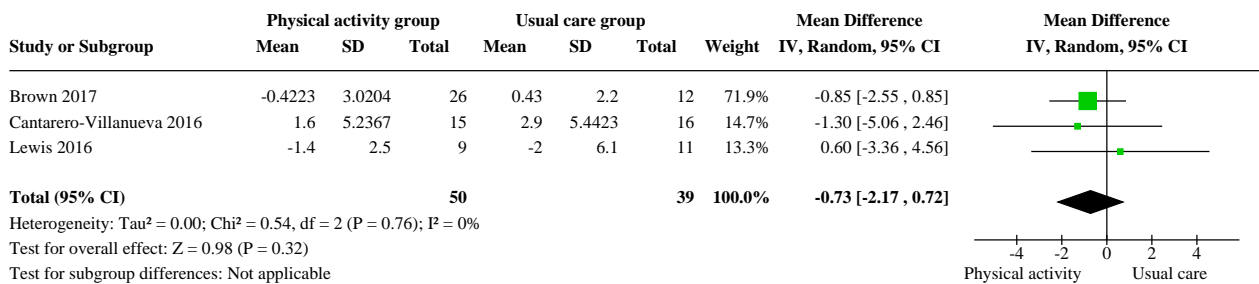 Physical activity group Usual care group Mean Difference Mean Difference
Study or Subgroup Mean SD Total Mean SD Total Weight IV, Random, 95% CI IV, Random, 95% CI
Brown 2017 -0.4223 3.0204 26 0.43 2.2 12 71.9% -0.85 [-2.55 , 0.85]
Cantarero-Villanueva 2016 1.6 5.2367 15 2.9 5.4423 16 14.7% -1.30 [-5.06 , 2.46]
Lewis 2016 -1.4 2.5 9 -2 6.1 11 13.3% 0.60 [-3.36 , 4.56]
Total (95% CI) 50 39 100.0% -0.73 [-2.17 , 0.72]
Heterogeneity: Tau² = 0.00; Chi² = 0.54, df = 2 (P = 0.76); I² = 0%
Test for overall effect: Z = 0.98 (P = 0.32) -4 -2 0 2 4
Test for subgroup differences: Not applicable Physical activity Usual care